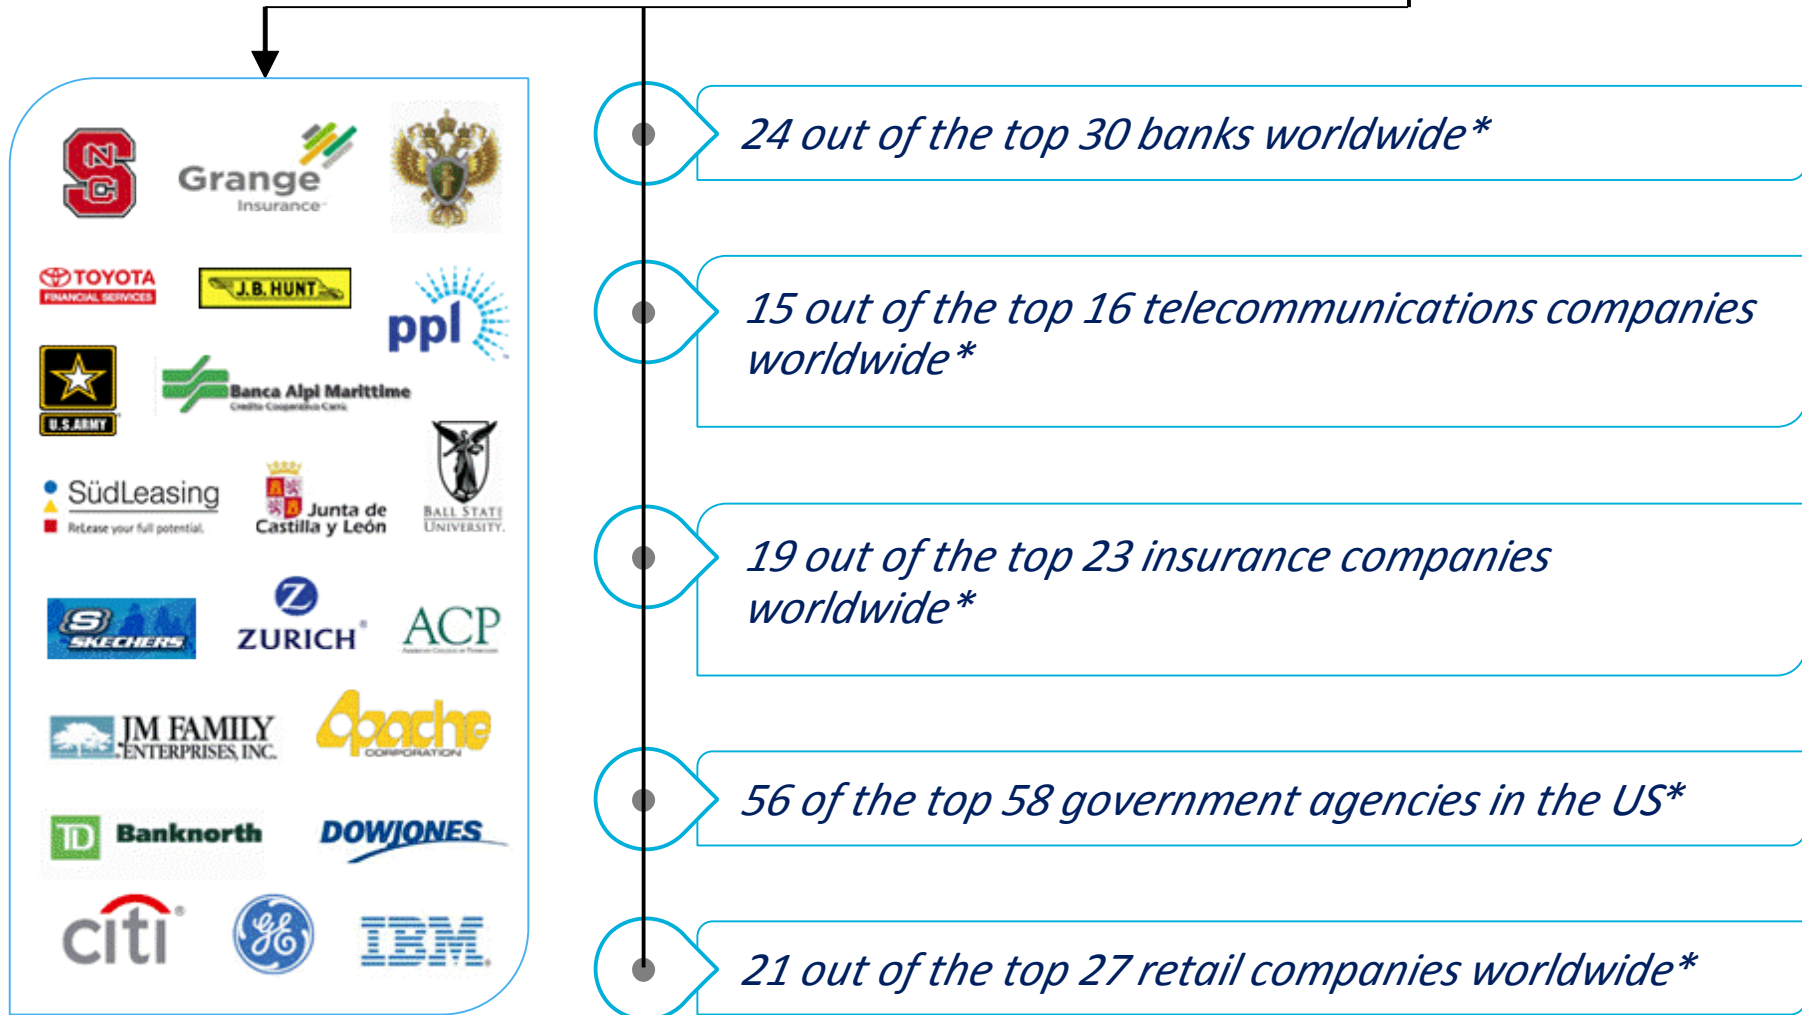 24 out of the top 30 banks worldwide*
15 out of the top 16 telecommunications companies
worldwide*
19 out of the top 23 insurance companies
worldwide*
56 of the top 58 government agencies in the US*
21 out of the top 27 retail companies worldwide*
NC
S
Grange
Insurance
TOYOTA
FINANCIAL SERVICES
J.B. HUNT
ppl
U.S.ARMY
Banca Alpi Marittime
Credito Cooperativo Carrù
SüdLeasing
ReLease your full potential.
Junta de
Castilla y León
BALL STATE
UNIVERSITY.
S
SKECHERS
Z
ZURICH®
ACP
JM FAMILY
ENTERPRISES, INC.
Apache
CORPORATION
TD Banknorth
DOWJONES
citi®
GE
IBM.